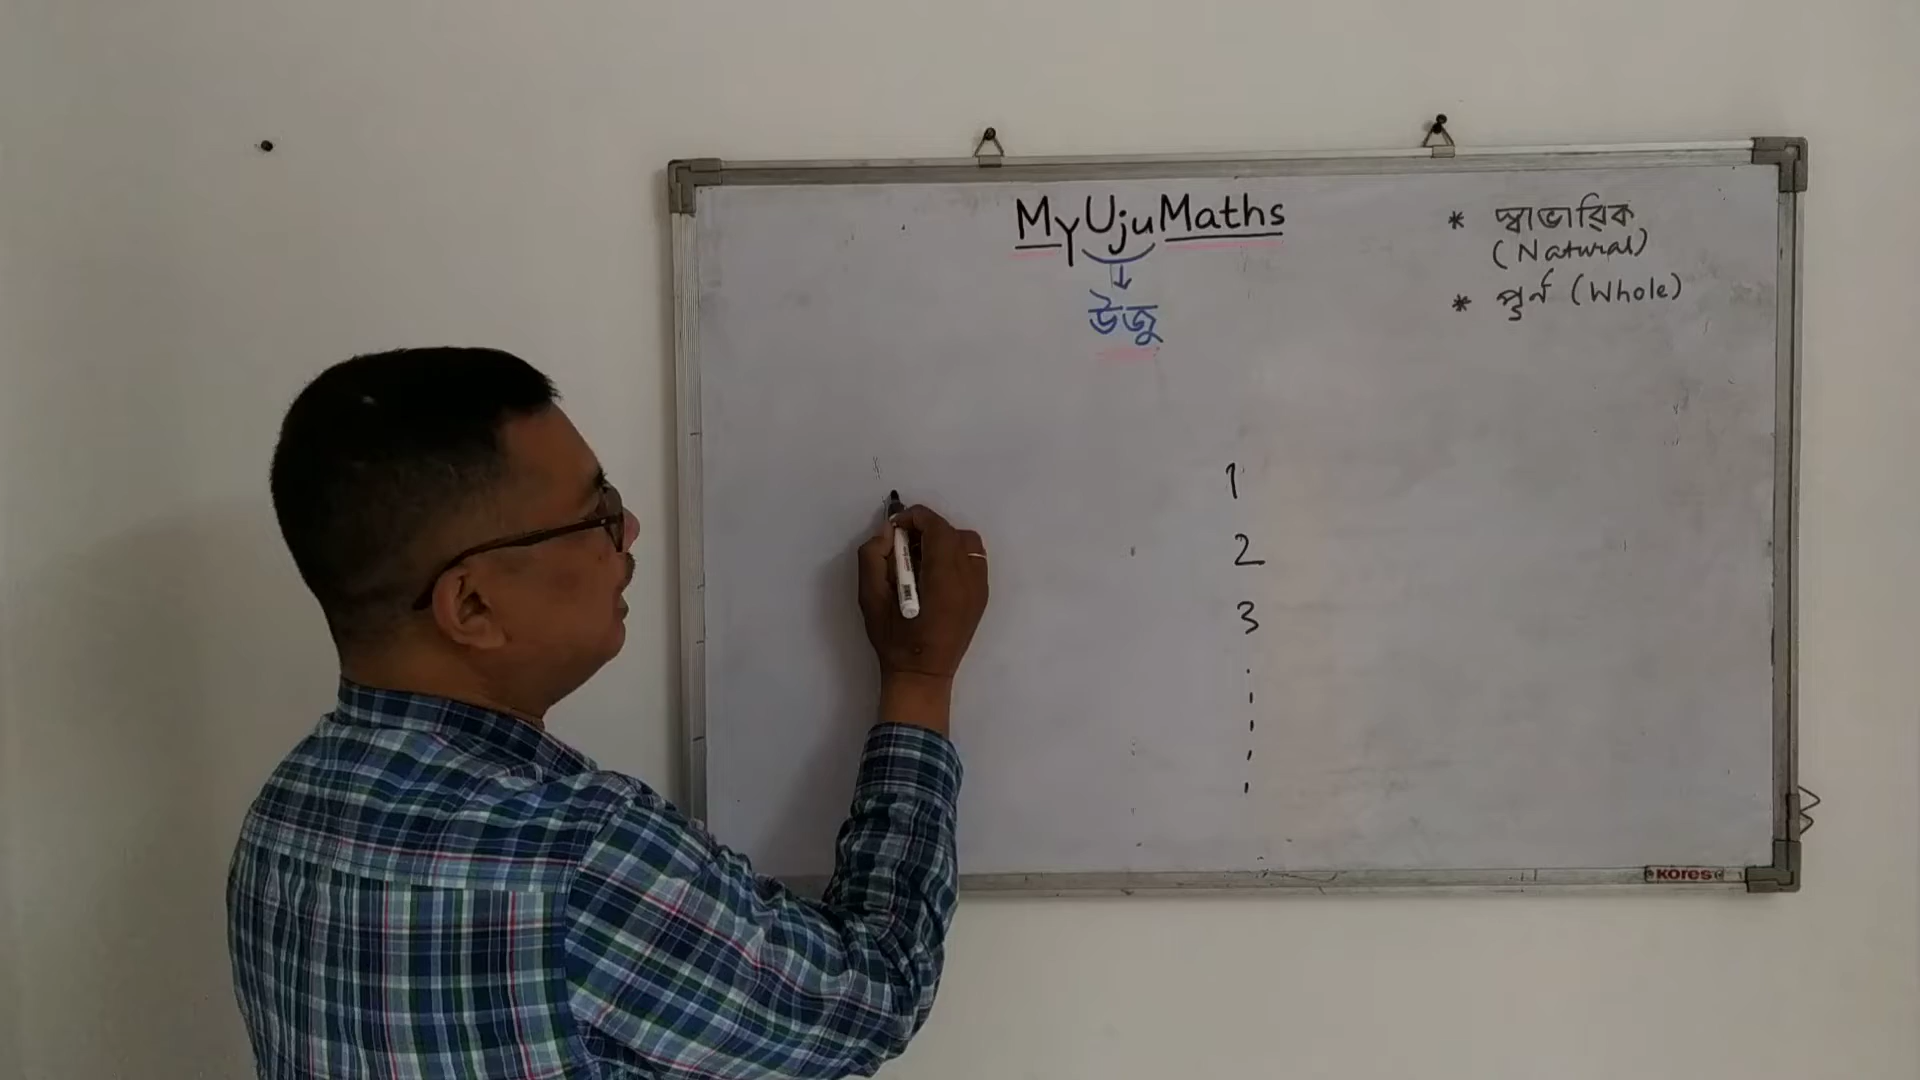 MyUjuMaths
↓
উজু
* স্বাভাৱিক
(Natural)
* পূৰ্ন (Whole)
1
2
3
.
.
.
.
.
kores